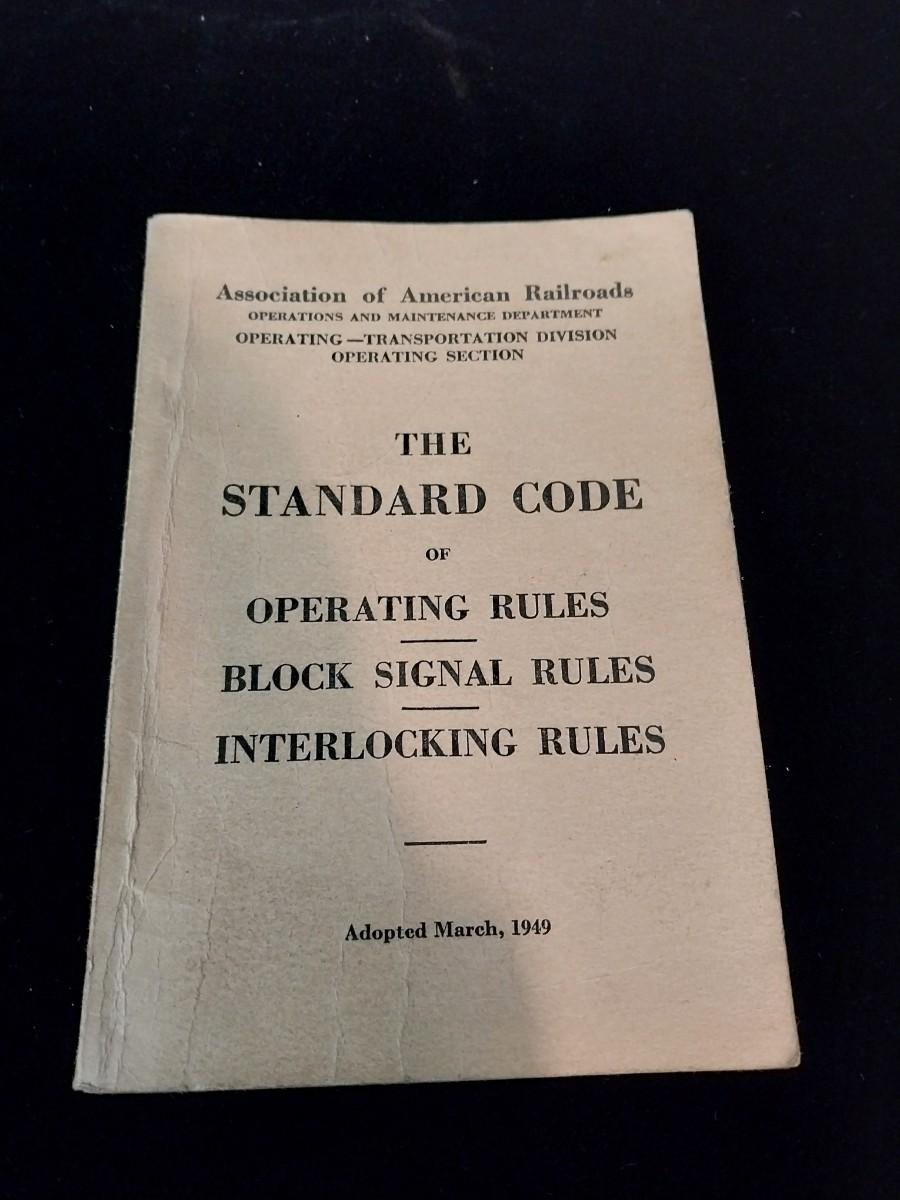 Association of American Railroads
OPERATIONS AND MAINTENANCE DEPARTMENT
OPERATING—TRANSPORTATION DIVISION
OPERATING SECTION
THE
STANDARD CODE
OF
OPERATING RULES
BLOCK SIGNAL RULES
INTERLOCKING RULES
Adopted March, 1949